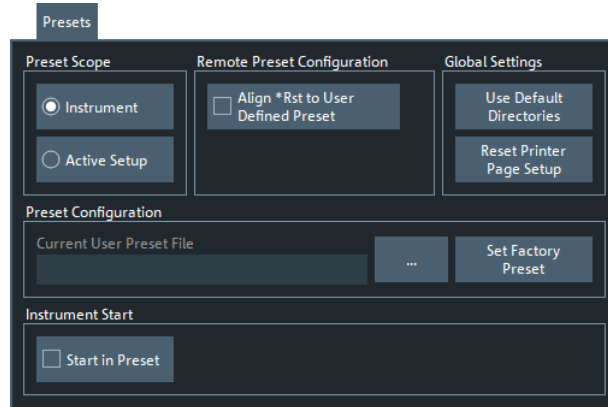 Presets
Preset Scope
Remote Preset Configuration
Global Settings
Instrument
Align *Rst to User
Defined Preset
Use Default
Directories
Active Setup
Reset Printer
Page Setup
Preset Configuration
Current User Preset File
...
Set Factory
Preset
Instrument Start
Start in Preset